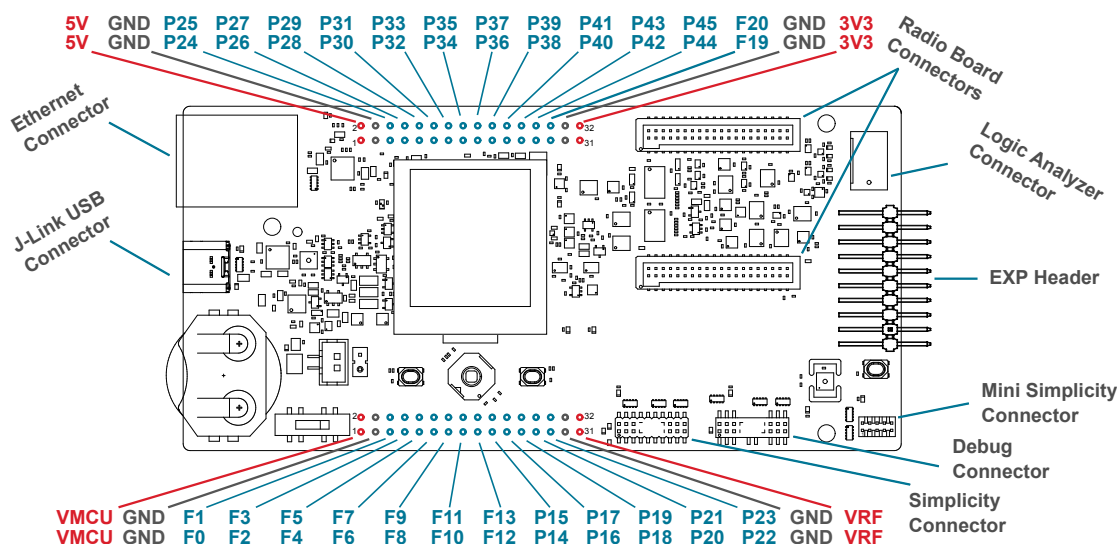 5V GND P25 P27 P29 P31 P33 P35 P37 P39 P41 P43 P45 F20 GND 3V3
5V GND P24 P26 P28 P30 P32 P34 P36 P38 P40 P42 P44 F19 GND 3V3
Radio Board
Connectors
Ethernet
Connector
2
32
1
31
Logic Analyzer
Connector
J-Link USB
Connector
EXP Header
Mini Simplicity
Connector
2
32
1
31
Debug
Connector
Simplicity
Connector
VMCU GND F1 F3 F5 F7 F9 F11 F13 P15 P17 P19 P21 P23 GND VRF
VMCU GND F0 F2 F4 F6 F8 F10 F12 P14 P16 P18 P20 P22 GND VRF